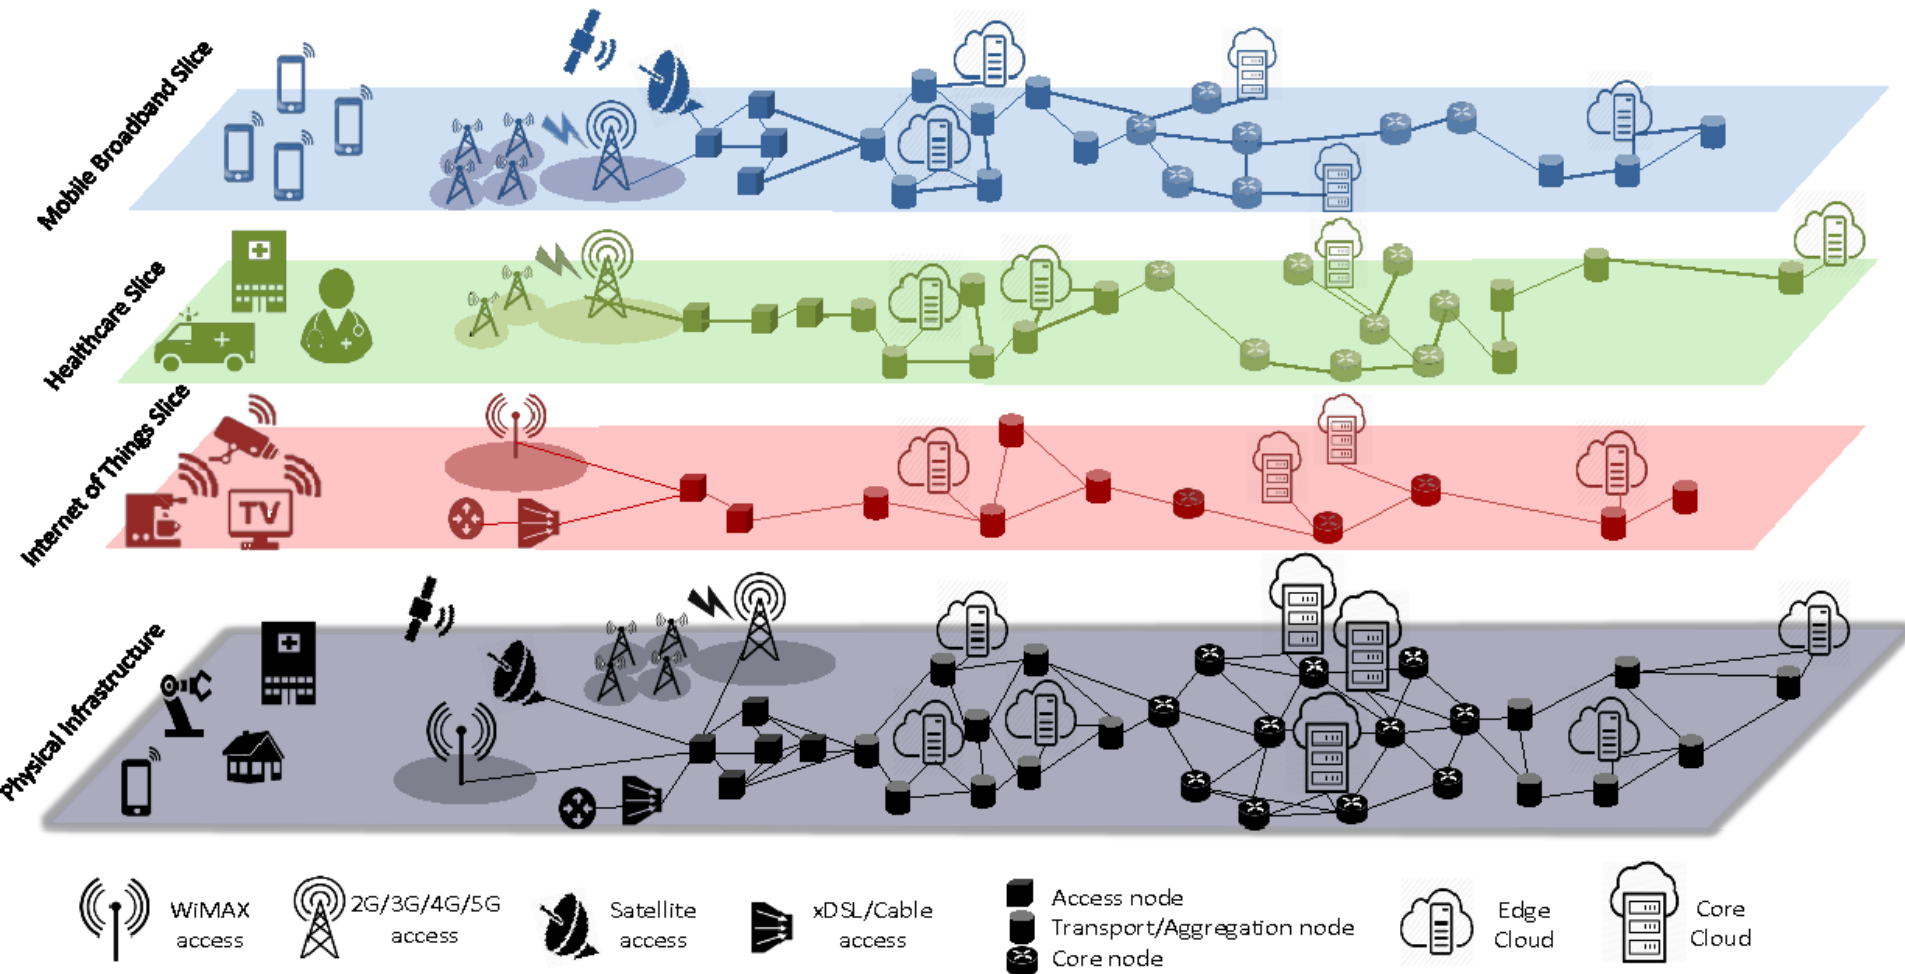 Mobile Broadband Slice
Healthcare Slice
Internet of Things Slice
TV
Physical Infrastructure
WiMAX
access
2G/3G/4G/5G
access
Satellite
access
xDSL/Cable
access
Access node
Transport/Aggregation node
Core node
Edge
Cloud
Core
Cloud